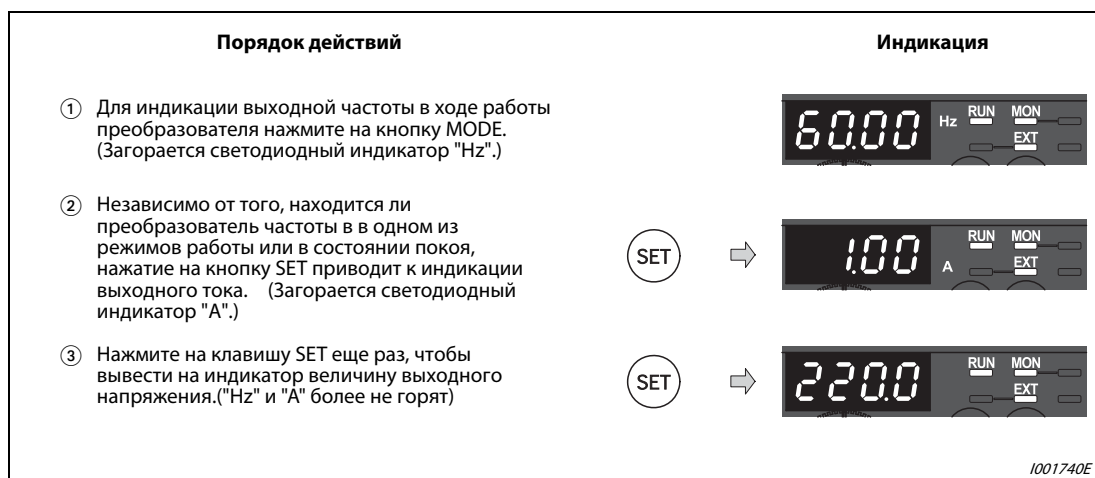 Порядок действий
Индикация
① Для индикации выходной частоты в ходе работы
преобразователя нажмите на кнопку MODE.
(Загорается светодиодный индикатор "Hz".)
60.00 Hz RUN MON
EXT
② Независимо от того, находится ли
преобразователь частоты в в одном из
режимов работы или в состоянии покоя,
нажатие на кнопку SET приводит к индикации
выходного тока. (Загорается светодиодный
индикатор "A".)
SET
1.00 A RUN MON
EXT
③ Нажмите на клавишу SET еще раз, чтобы
вывести на индикатор величину выходного
напряжения.("Hz" и "A" более не горят)
SET
220.0 RUN MON
EXT
I001740E